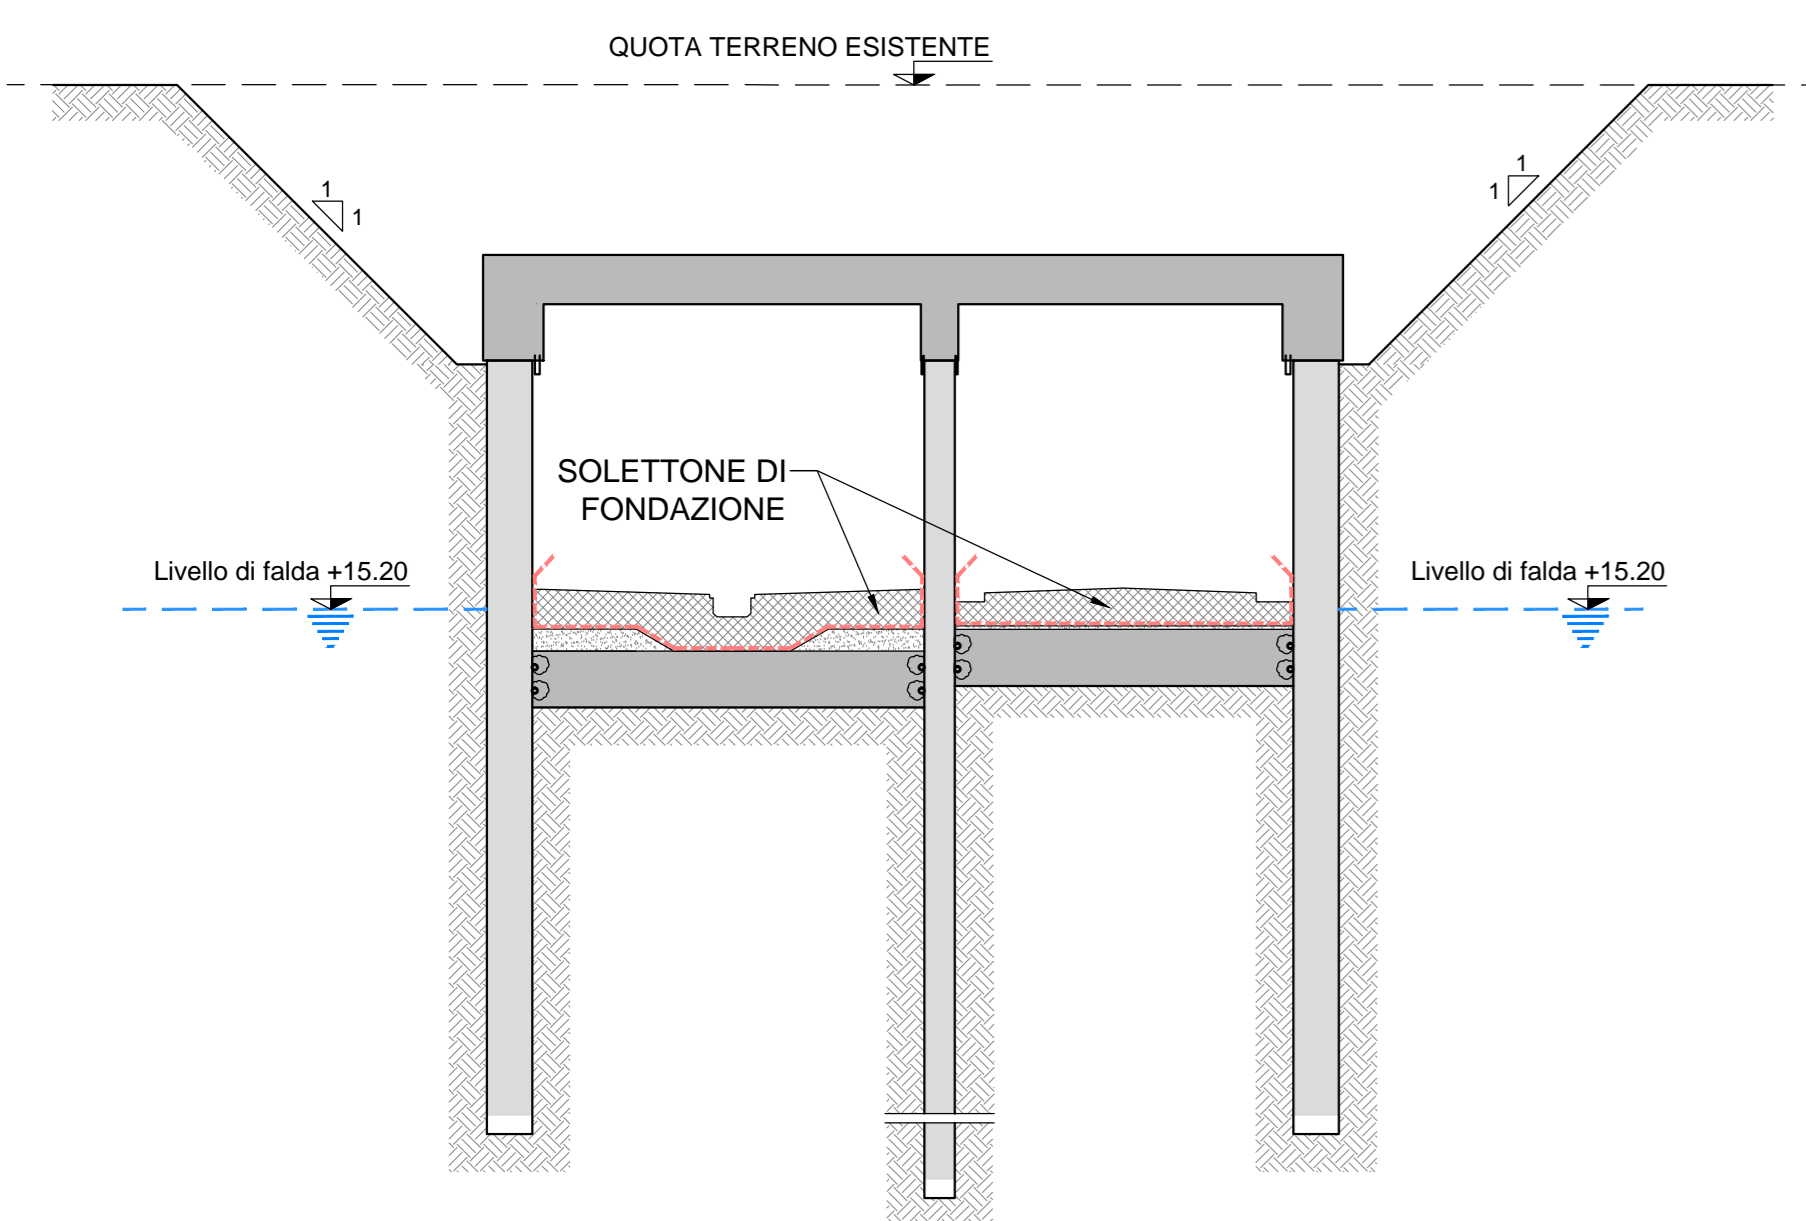 QUOTA TERRENO ESISTENTE
1
1
1
1
SOLETTONE DI
FONDAZIONE
Livello di falda +15.20
Livello di falda +15.20